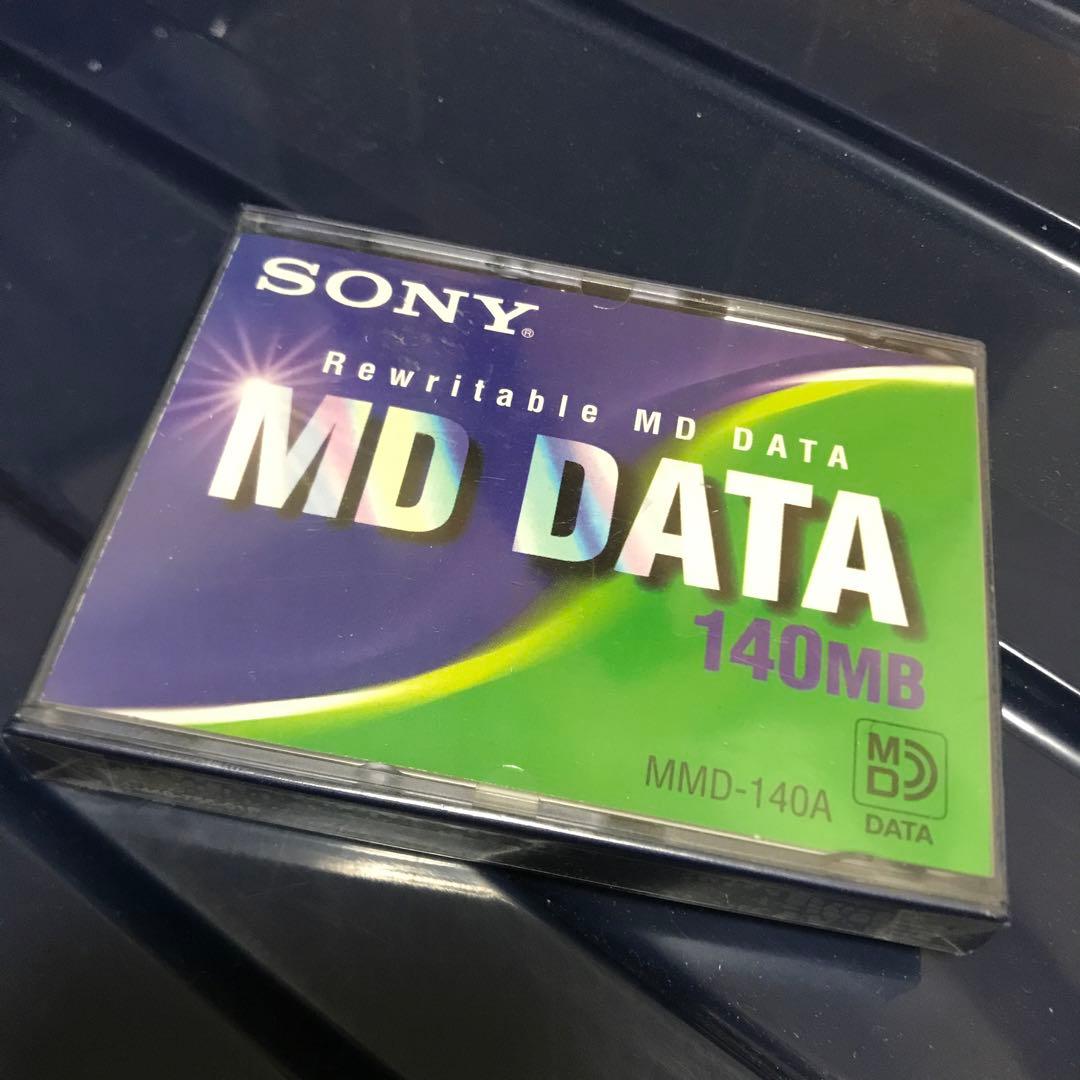 SONY®
Rewritable MD DATA
MD DATA
140MB
MMD-140A
MD
DATA